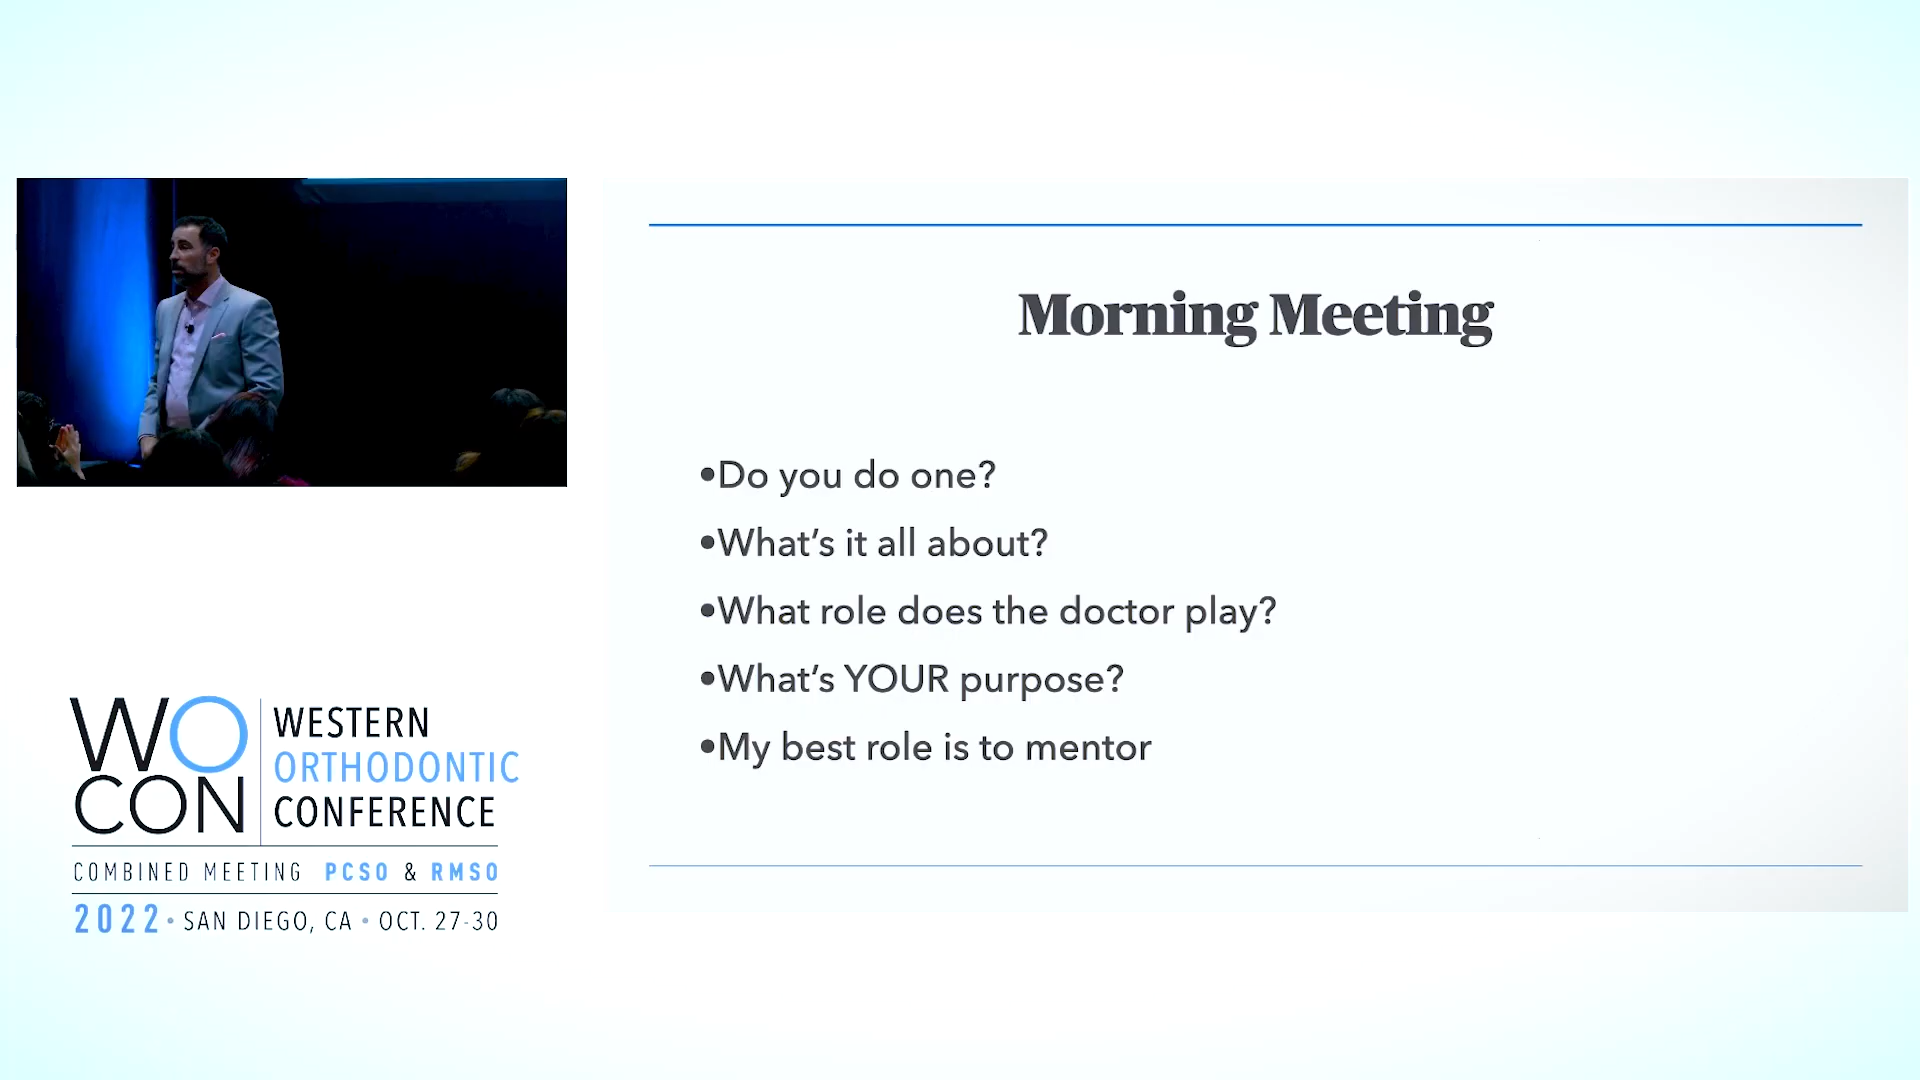 Morning Meeting
•Do you do one?
•What's it all about?
•What role does the doctor play?
•What's YOUR purpose?
•My best role is to mentor
WO
CON
WESTERN
ORTHODONTIC
CONFERENCE
COMBINED MEETING PCSO & RMSO
2022 • SAN DIEGO, CA • OCT. 27-30